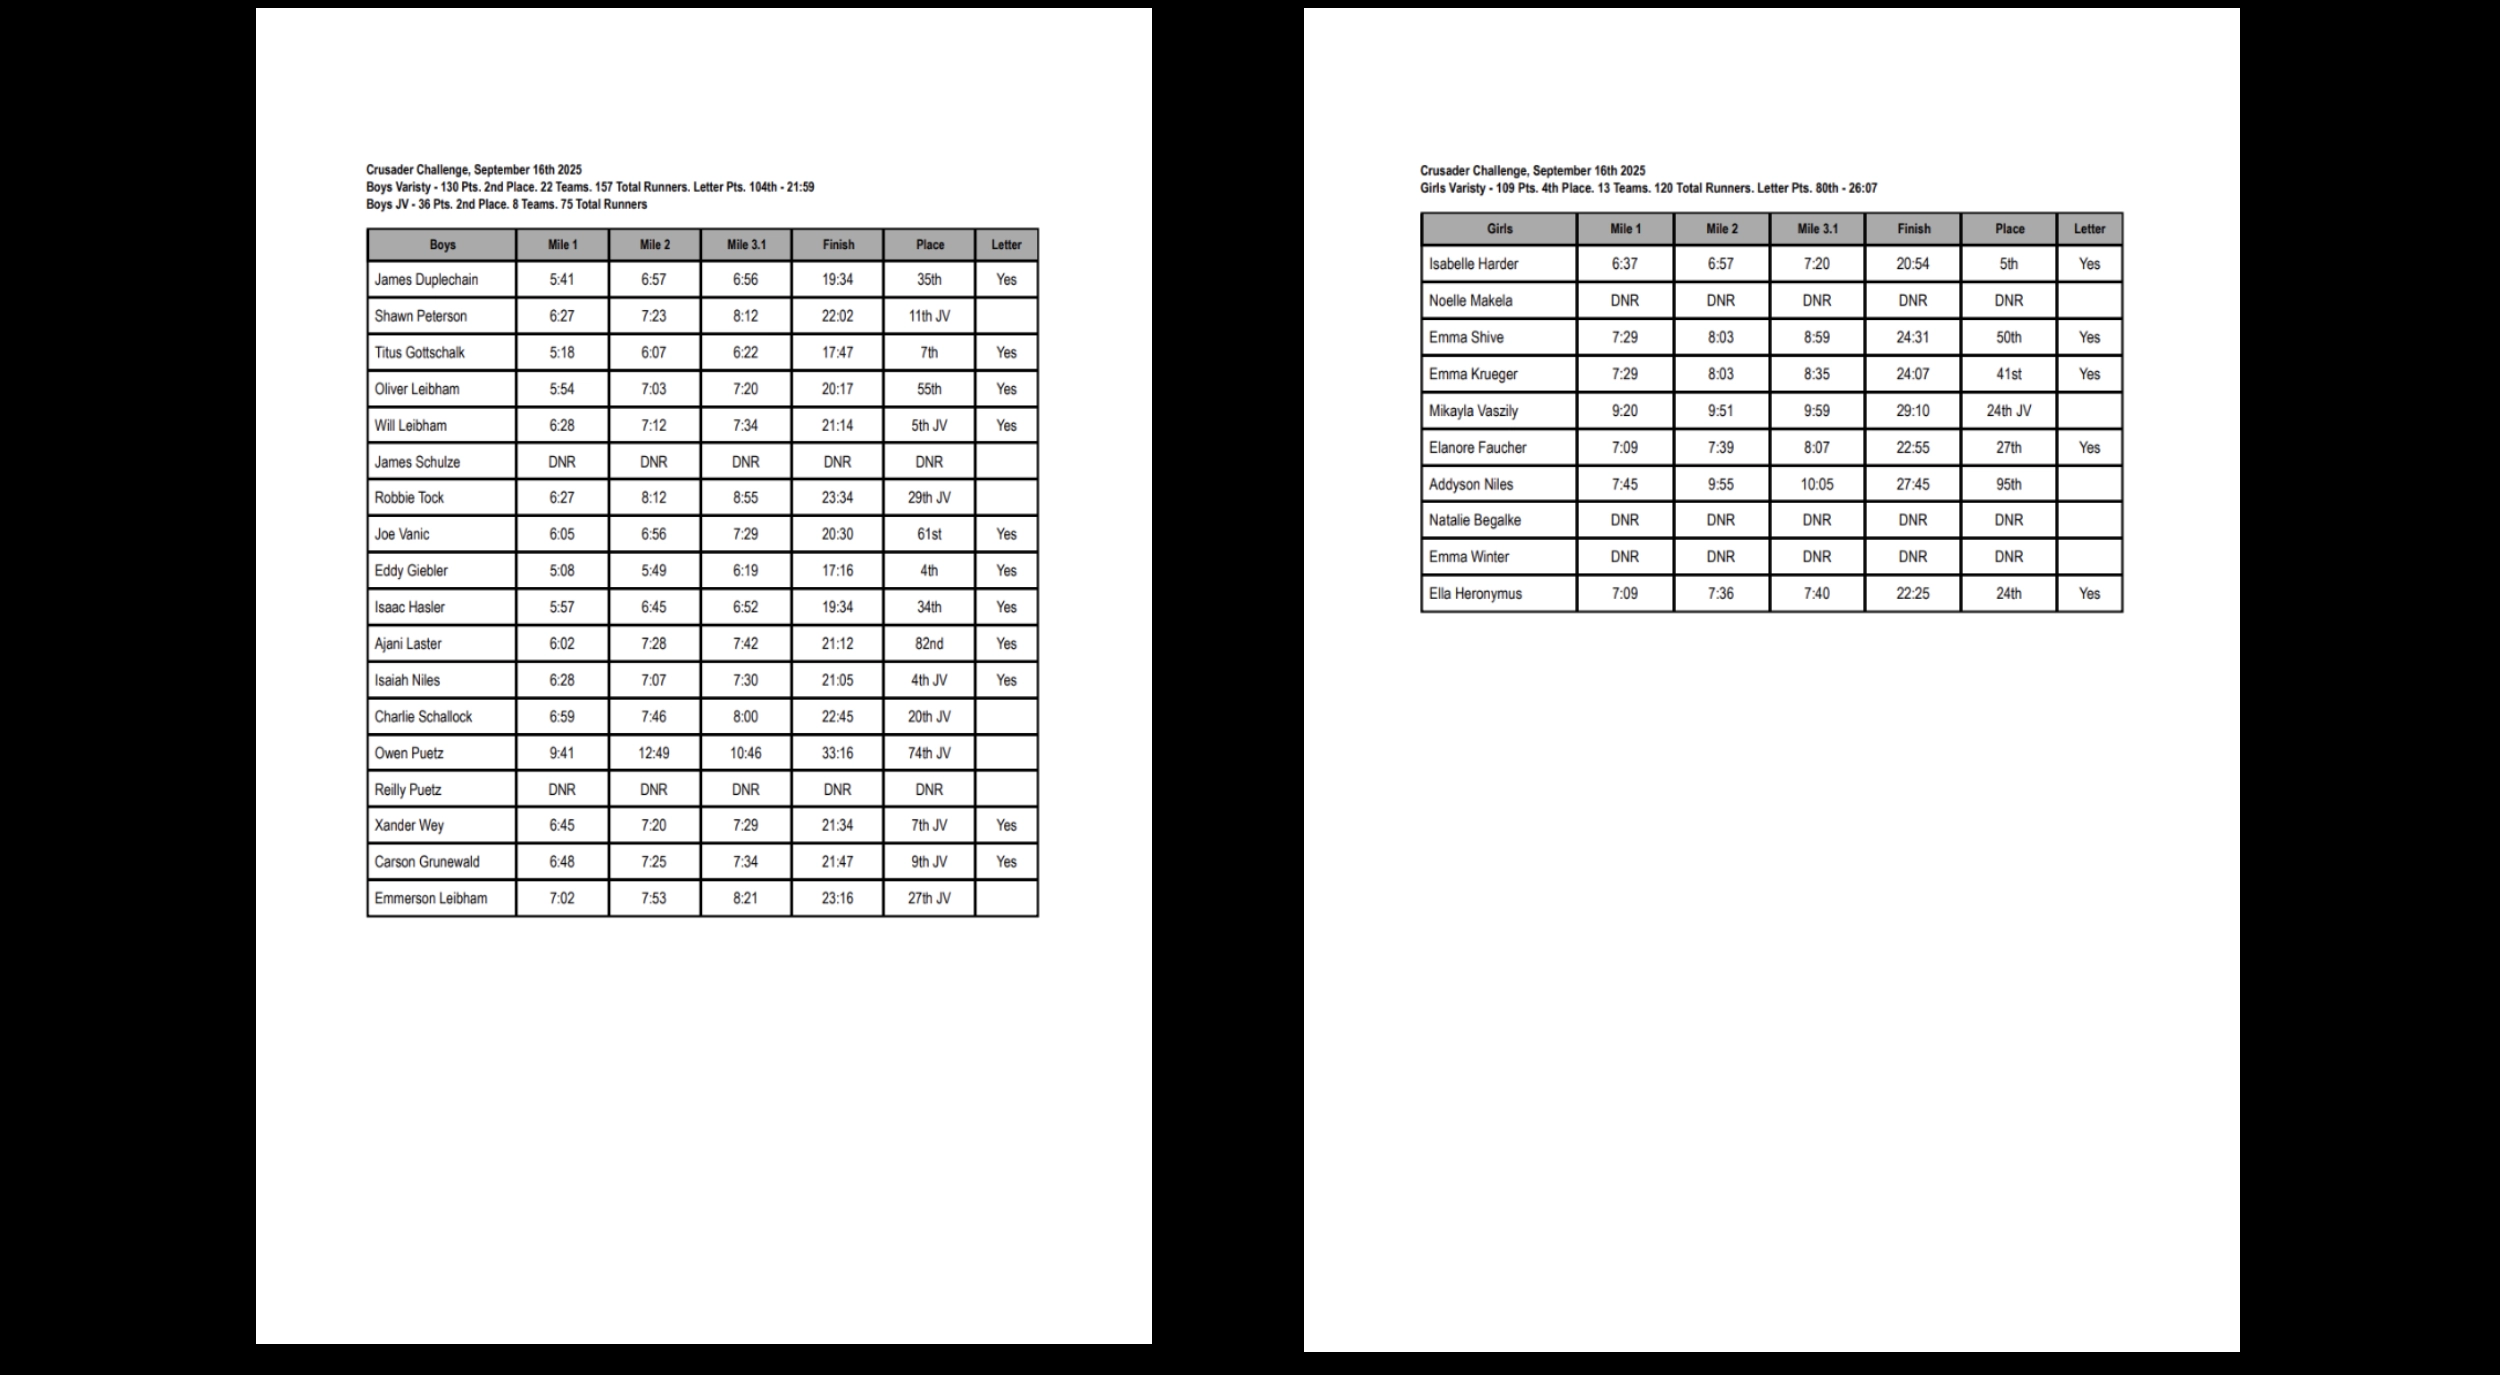 Crusader Challenge, September 16th 2025
Boys Varisty - 130 Pts. 2nd Place. 22 Teams. 157 Total Runners. Letter Pts. 104th - 21:59
Boys JV - 36 Pts. 2nd Place. 8 Teams. 75 Total Runners
Boys Mile 1 Mile 2 Mile 3.1 Finish Place Letter
James Duplechain 5:41 6:57 6:56 19:34 35th Yes
Shawn Peterson 6:27 7:23 8:12 22:02 11th JV
Titus Gottschalk 5:18 6:07 6:22 17:47 7th Yes
Oliver Leibham 5:54 7:03 7:20 20:17 55th Yes
Will Leibham 6:28 7:12 7:34 21:14 5th JV Yes
James Schulze DNR DNR DNR DNR DNR
Robbie Tock 6:27 8:12 8:55 23:34 29th JV
Joe Vanic 6:05 6:56 7:29 20:30 61st Yes
Eddy Giebler 5:08 5:49 6:19 17:16 4th Yes
Isaac Hasler 5:57 6:45 6:52 19:34 34th Yes
Ajani Laster 6:02 7:28 7:42 21:12 82nd Yes
Isaiah Niles 6:28 7:07 7:30 21:05 4th JV Yes
Charlie Schallock 6:59 7:46 8:00 22:45 20th JV
Owen Puetz 9:41 12:49 10:46 33:16 74th JV
Reilly Puetz DNR DNR DNR DNR DNR
Xander Wey 6:45 7:20 7:29 21:34 7th JV Yes
Carson Grunewald 6:48 7:25 7:34 21:47 9th JV Yes
Emmerson Leibham 7:02 7:53 8:21 23:16 27th JV
Crusader Challenge, September 16th 2025
Girls Varisty - 109 Pts. 4th Place. 13 Teams. 120 Total Runners. Letter Pts. 80th - 26:07
Girls Mile 1 Mile 2 Mile 3.1 Finish Place Letter
Isabelle Harder 6:37 6:57 7:20 20:54 5th Yes
Noelle Makela DNR DNR DNR DNR DNR
Emma Shive 7:29 8:03 8:59 24:31 50th Yes
Emma Krueger 7:29 8:03 8:35 24:07 41st Yes
Mikayla Vaszily 9:20 9:51 9:59 29:10 24th JV
Elanore Faucher 7:09 7:39 8:07 22:55 27th Yes
Addyson Niles 7:45 9:55 10:05 27:45 95th
Natalie Begalke DNR DNR DNR DNR DNR
Emma Winter DNR DNR DNR DNR DNR
Ella Heronymus 7:09 7:36 7:40 22:25 24th Yes